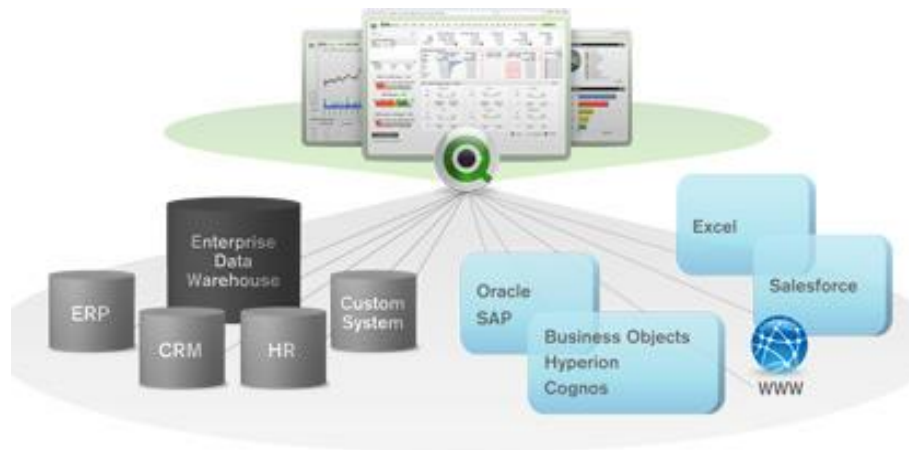 Enterprise
Data
Warehouse
ERP
CRM
HR
Custom
System
Oracle
SAP
Business Objects
Hyperion
Cognos
Excel
Salesforce
WWW